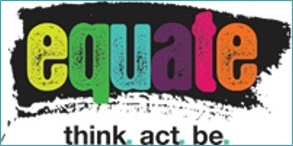 equate
think. act. be.